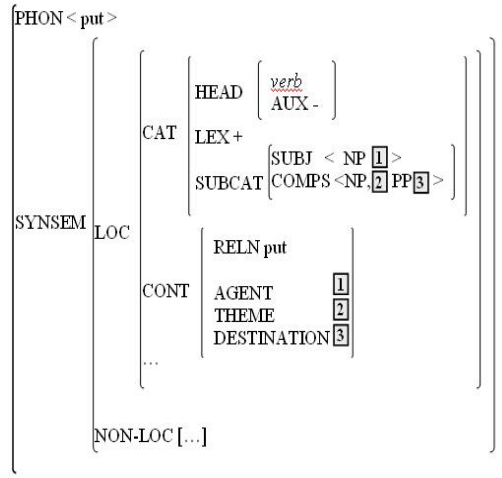 PHON < put >
HEAD verb
AUX -
CAT LEX +
SUBJ < NP 1 >
SUBCAT COMPS <NP, 2 PP 3 >
SYNSEM LOC
RELN put
CONT AGENT 1
THEME 2
DESTINATION 3
...
NON-LOC [...]